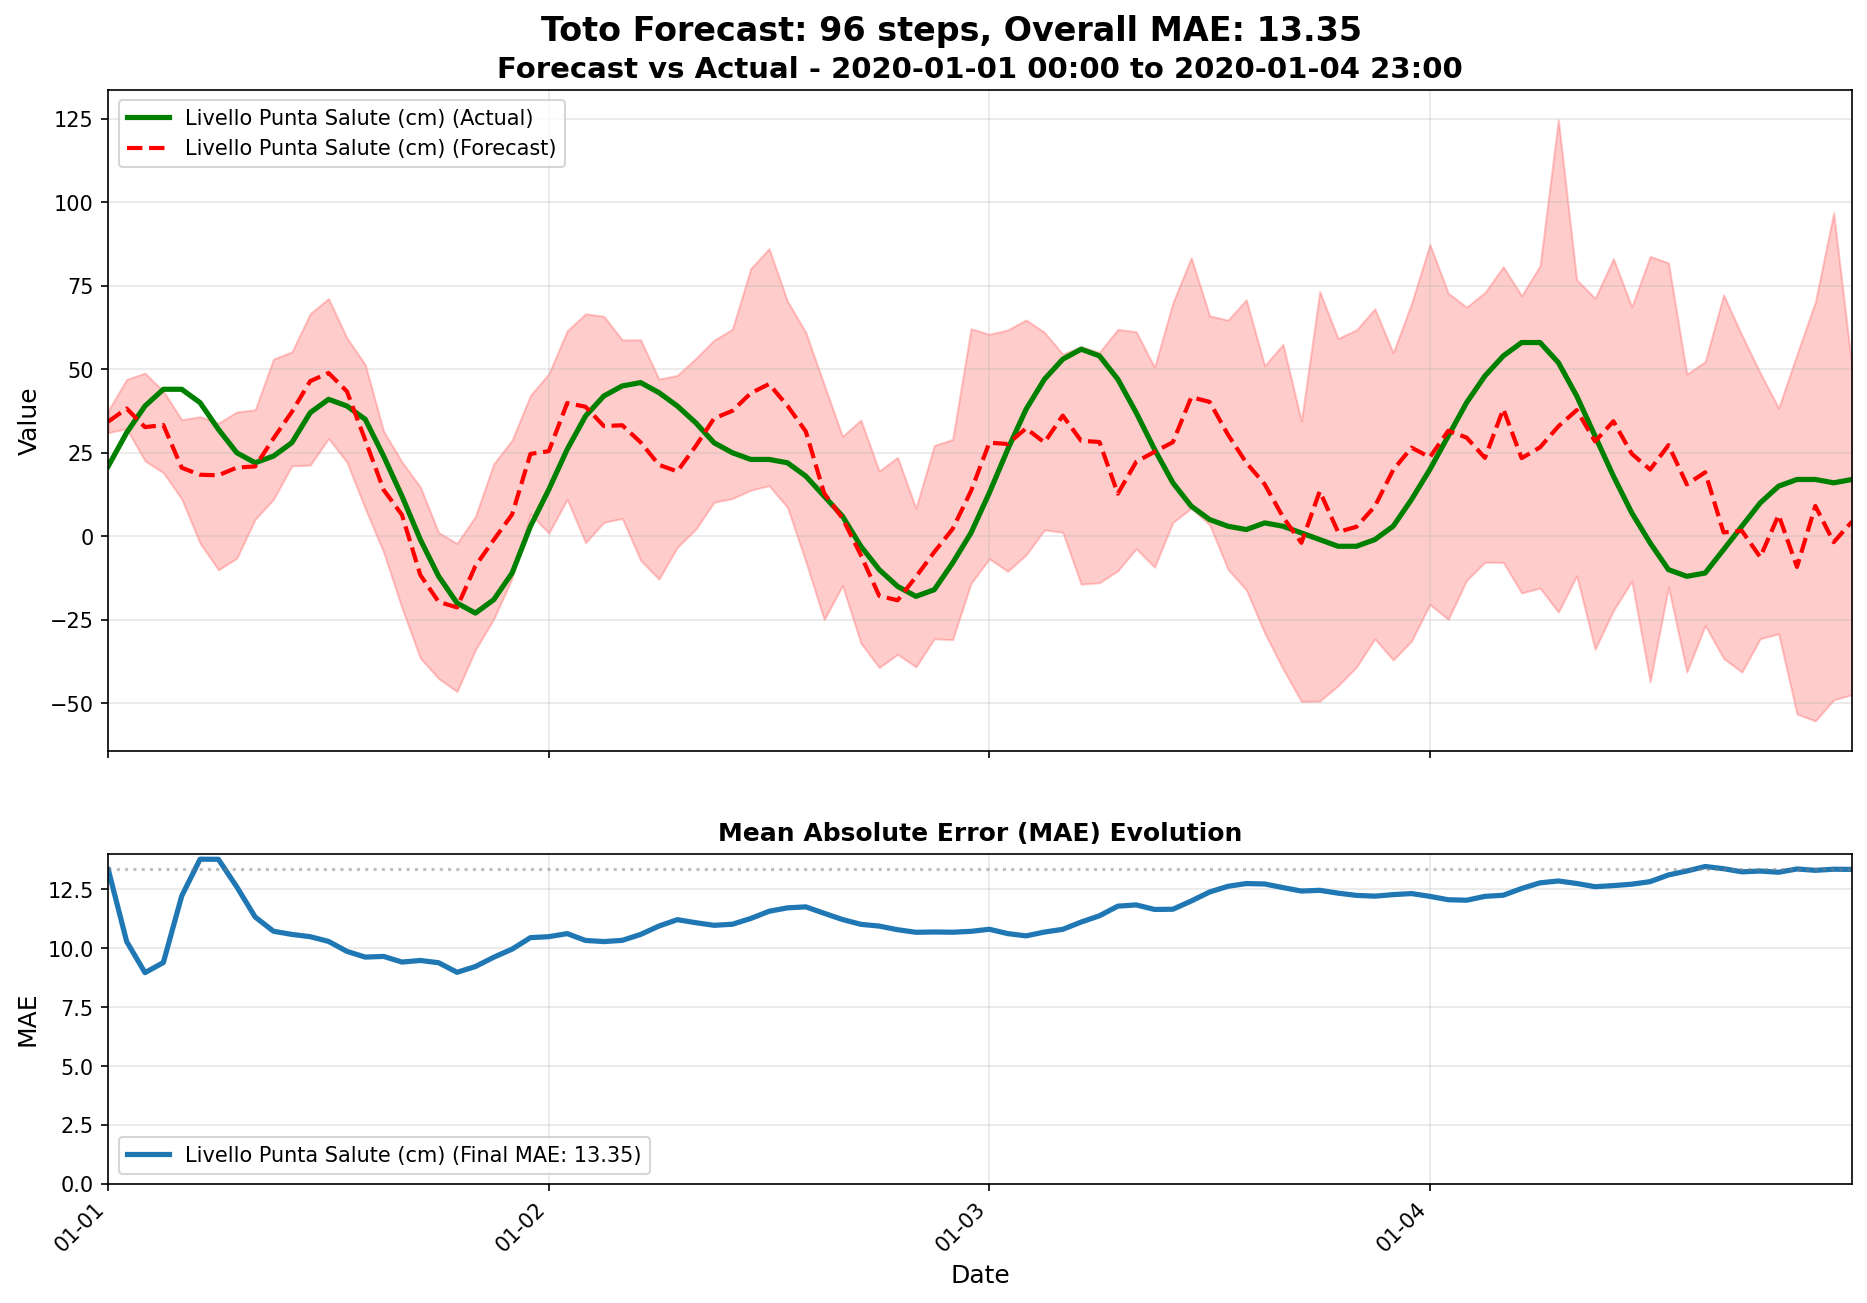 Toto Forecast: 96 steps, Overall MAE: 13.35
Forecast vs Actual - 2020-01-01 00:00 to 2020-01-04 23:00
Livello Punta Salute (cm) (Actual)
Livello Punta Salute (cm) (Forecast)
125
100
75
50
25
0
−25
−50
Value
Mean Absolute Error (MAE) Evolution
12.5
10.0
7.5
5.0
2.5
0.0
MAE
Livello Punta Salute (cm) (Final MAE: 13.35)
01-01
01-02
01-03
01-04
Date